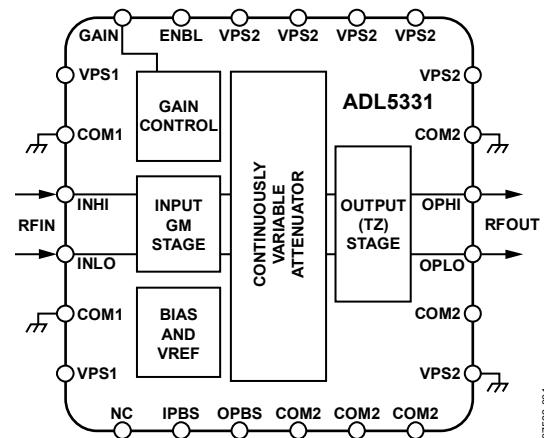 GAIN ENBL VPS2 VPS2 VPS2 VPS2
VPS1
VPS2
GAIN
CONTROL
ADL5331
COM1
COM2
INHI
OPHI
RFIN
INPUT
GM
STAGE
CONTINUOUSLY
VARIABLE
ATTENUATOR
OUTPUT
(TZ)
STAGE
RFOUT
INLO
OPLO
COM1
BIAS
AND
VREF
COM2
VPS1
VPS2
NC IPBS OPBS COM2 COM2 COM2